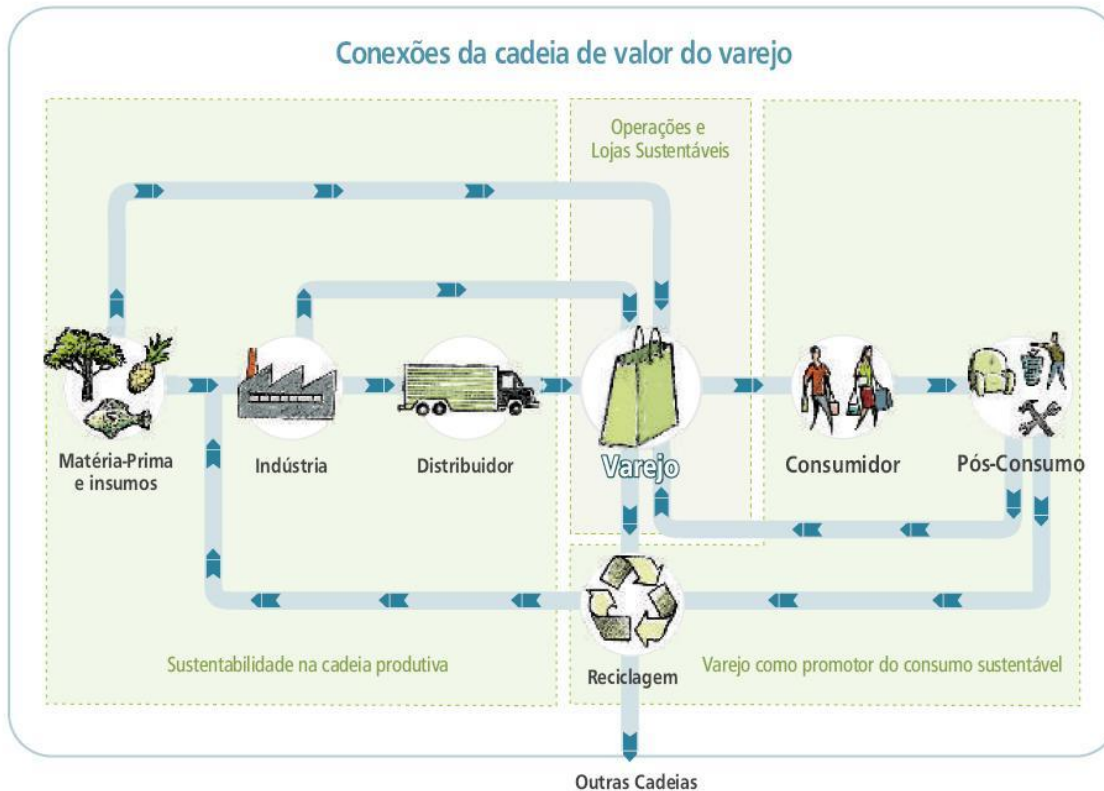 Conexões da cadeia de valor do varejo
Operações e
Lojas Sustentáveis
Matéria-Prima
e insumos
Indústria
Distribuidor
Varejo
Consumidor
Pós-Consumo
Sustentabilidade na cadeia produtiva
Reciclagem
Varejo como promotor do consumo sustentável
Outras Cadeias